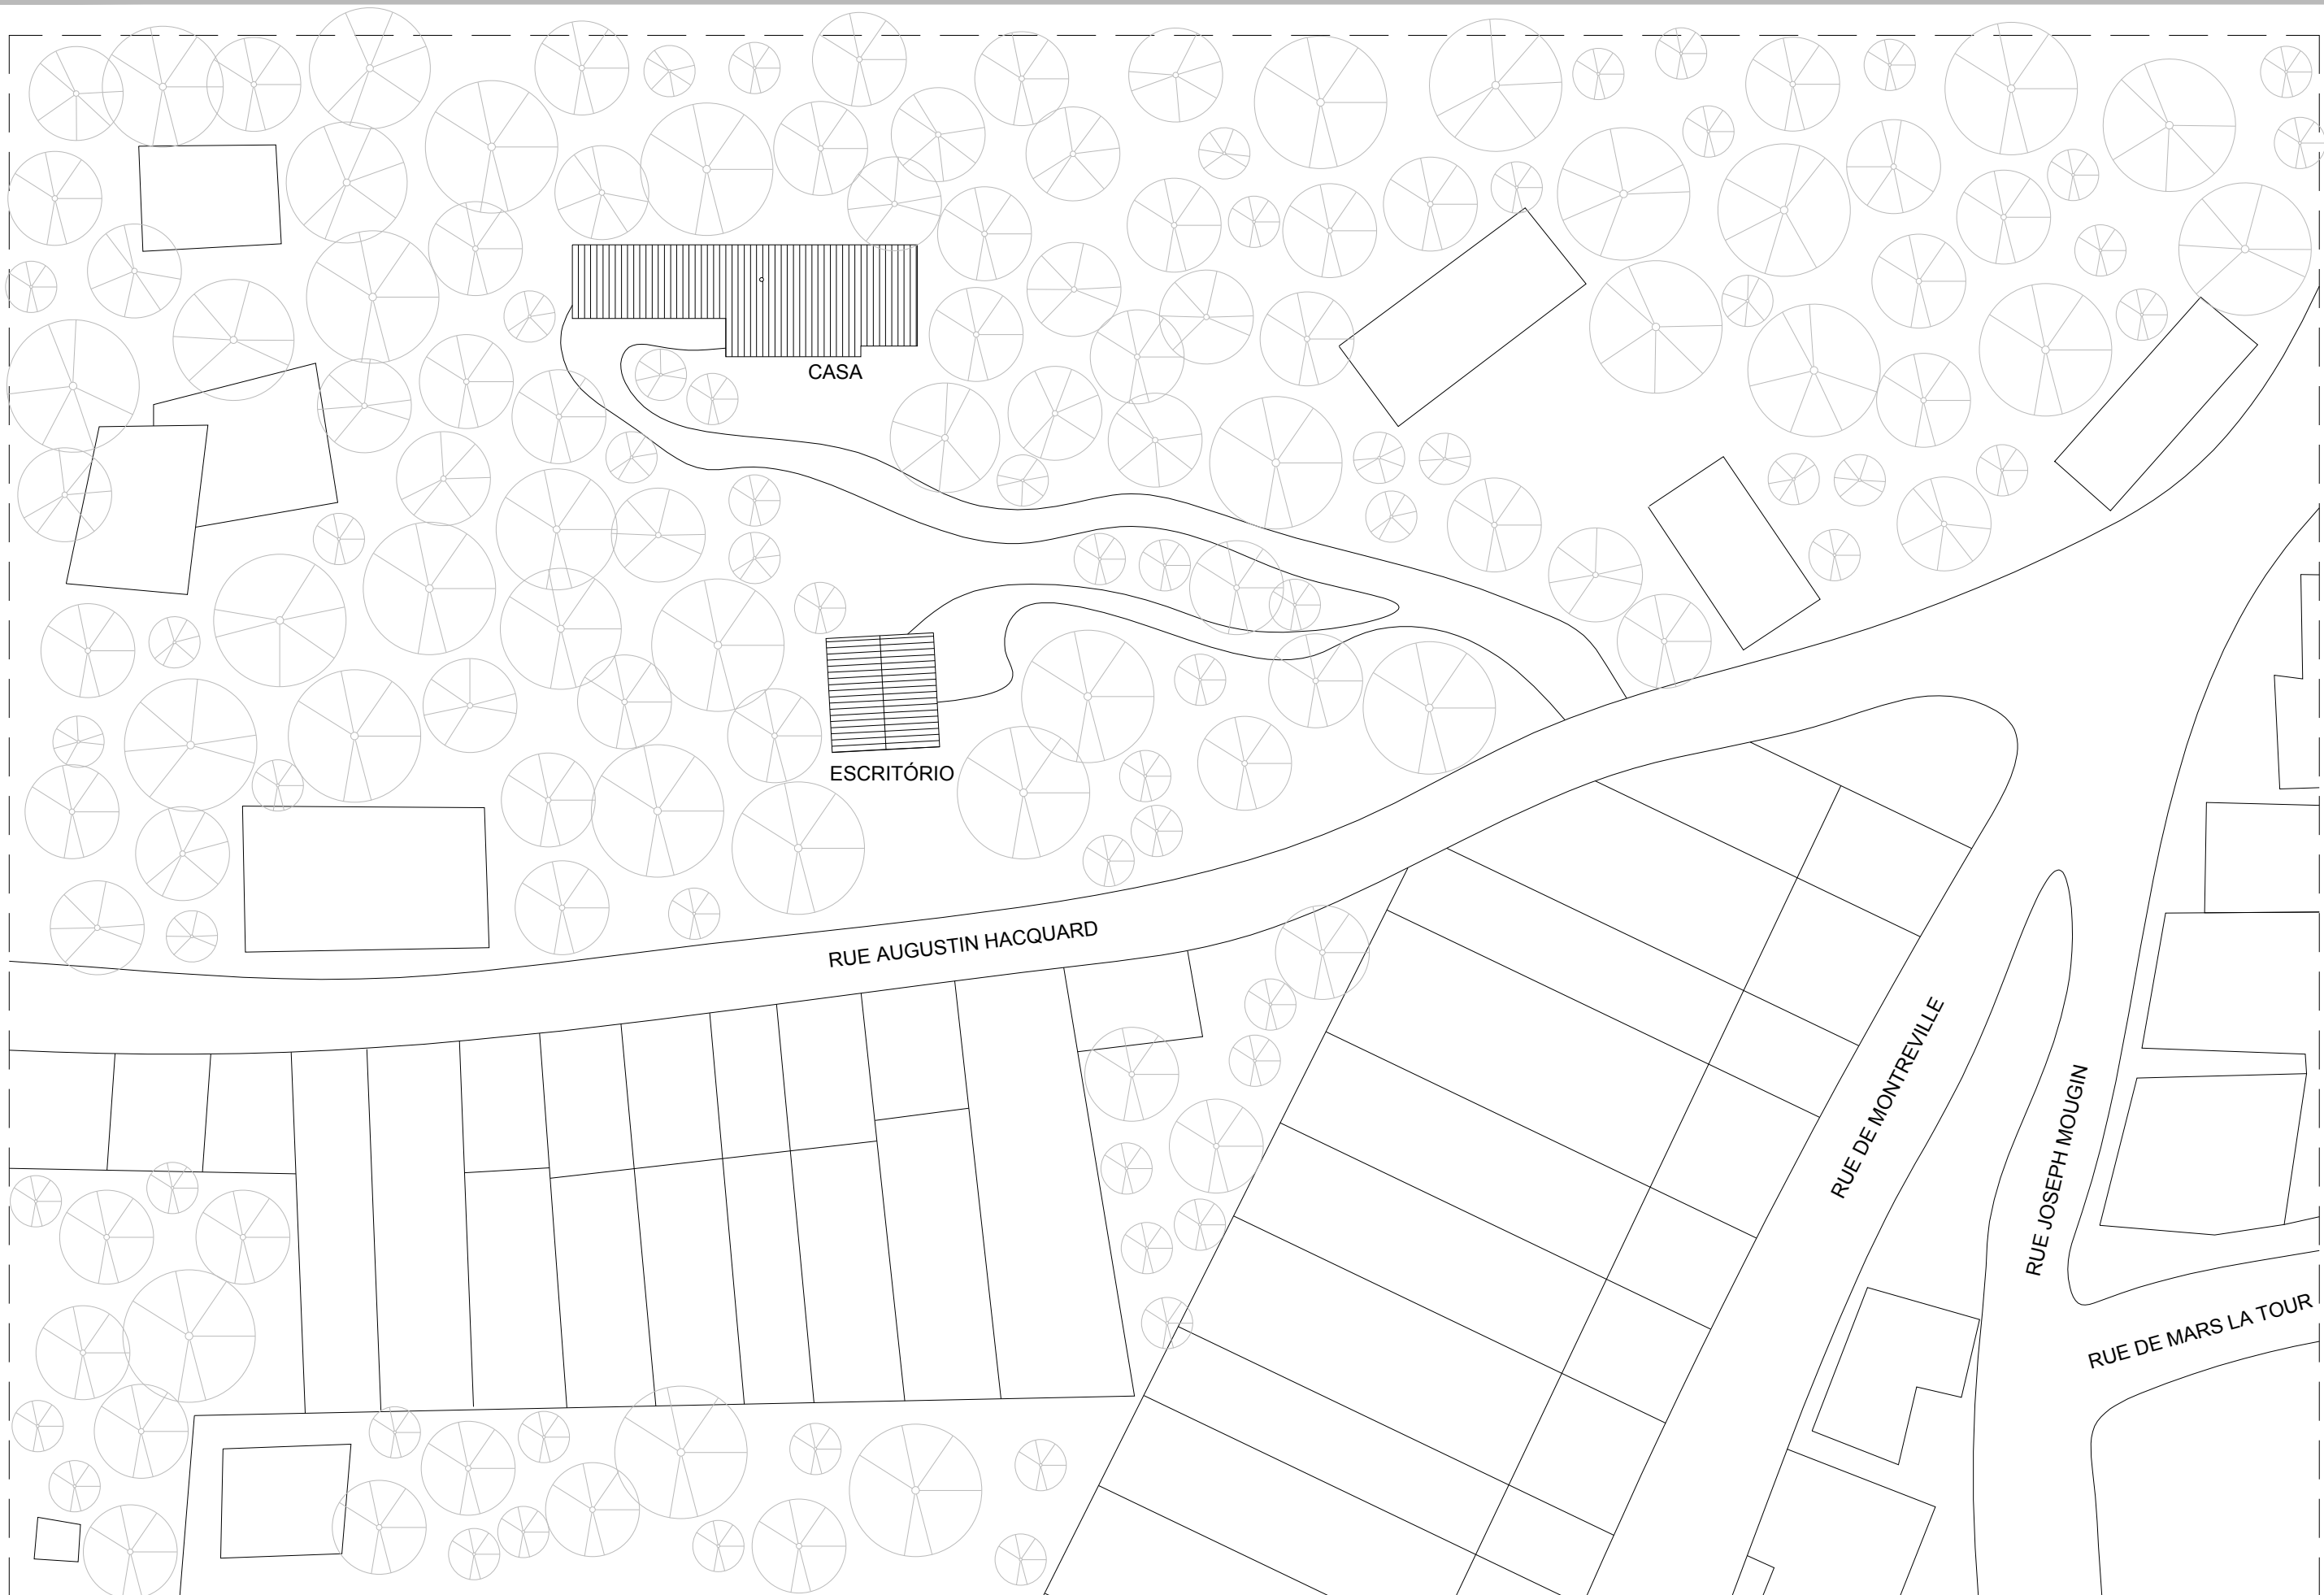 CASA
ESCRITÓRIO
RUE AUGUSTIN HACQUARD
RUE DE MONTREVILLE
RUE JOSEPH MOUGIN
RUE DE MARS LA TOUR